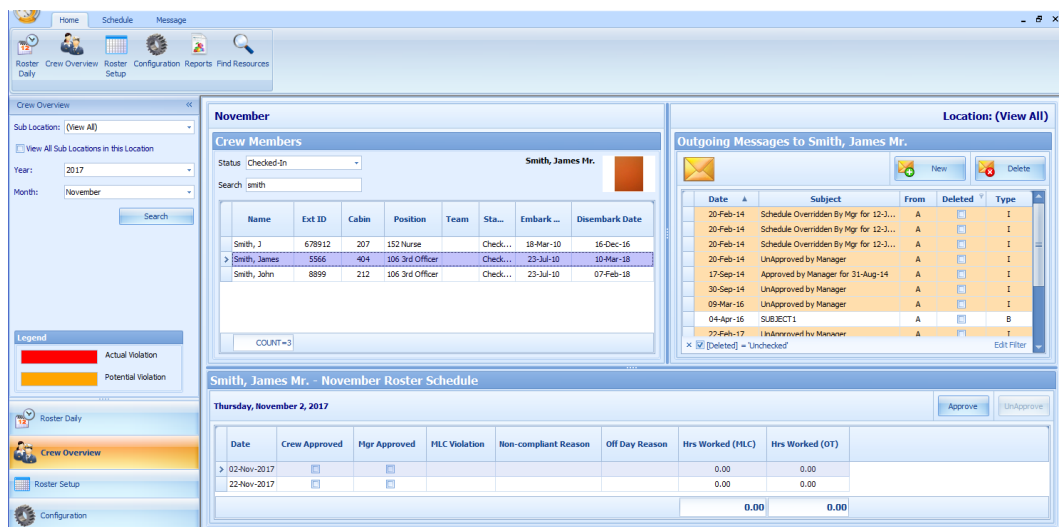 Home Schedule Message
12
Roster Daily Crew Overview Roster Setup Configuration Reports Find Resources
Crew Overview «
Sub Location: (View All)
View All Sub Locations in this Location
Year: 2017
Month: November
Search
Legend
Actual Violation
Potential Violation
12 Roster Daily
Crew Overview
Roster Setup
Configuration
November
Location: (View All)
Crew Members
Status Checked-In
Smith, James Mr.
Search smith
Name Ext ID Cabin Position Team Sta... Embark ... Disembark Date
Smith, J 678912 207 152 Nurse Check... 18-Mar-10 16-Dec-16
Smith, James 5566 404 106 3rd Officer Check... 23-Jul-10 10-Mar-18
Smith, John 8899 212 106 3rd Officer Check... 23-Jul-10 07-Feb-18
COUNT=3
Outgoing Messages to Smith, James Mr.
New Delete
Date Subject From Deleted Type
20-Feb-14 Schedule Overridden By Mgr for 12-J... A I
20-Feb-14 Schedule Overridden By Mgr for 12-J... A I
20-Feb-14 Schedule Overridden By Mgr for 12-J... A I
20-Feb-14 UnApproved by Manager A I
17-Sep-14 Approved by Manager for 31-Aug-14 A I
30-Sep-14 UnApproved by Manager A I
09-Mar-16 UnApproved by Manager A I
04-Apr-16 SUBJECT1 A B
22-Feb-17 UnApproved by Manager A I
[Deleted] = 'Unchecked' Edit Filter
Smith, James Mr. - November Roster Schedule
Thursday, November 2, 2017
Approve UnApprove
Date Crew Approved Mgr Approved MLC Violation Non-compliant Reason Off Day Reason Hrs Worked (MLC) Hrs Worked (OT)
02-Nov-2017 0.00 0.00
22-Nov-2017 0.00 0.00
0.00 0.00